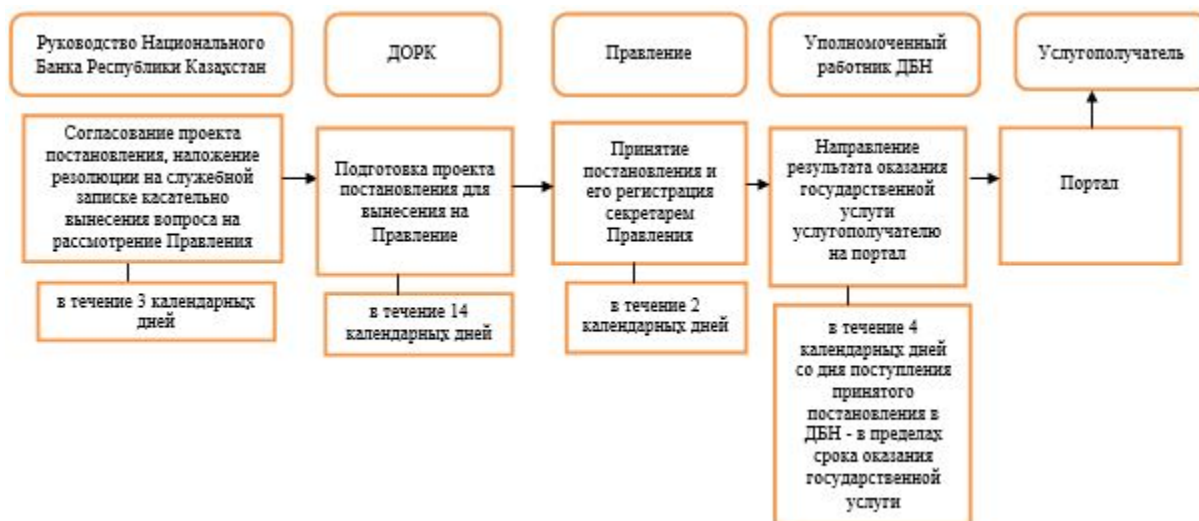 Руководство Национального
Банка Республики Казахстан
ДОРК
Правление
Уполномоченный
работник ДБН
Услугополучатель
Согласование проекта
постановления, наложение
резолюции на служебной
записке касательно
вынесения вопроса на
рассмотрение Правления
Подготовка проекта
постановления для
вынесения на
Правление
Принятие
постановления и
его регистрация
секретарем
Правления
Направление
результата оказания
государственной
услуги
услугополучателю
на портал
Портал
в течение 3 календарных
дней
в течение 14
календарных дней
в течение 2
календарных дней
в течение 4
календарных дней
со дня поступления
принятого
постановления в
ДБН - в пределах
срока оказания
государственной
услуги